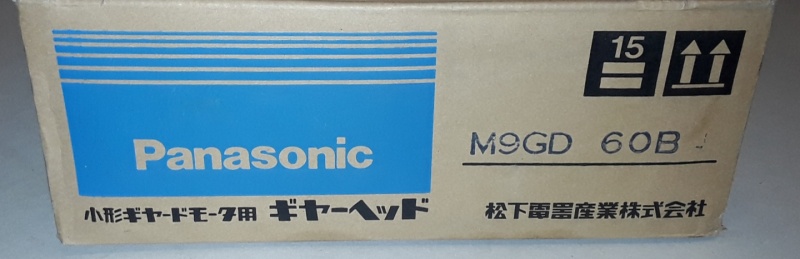 15
Panasonic
M9GD 60B
小形ギヤードモータ用 ギヤーヘッド
松下電器産業株式会社